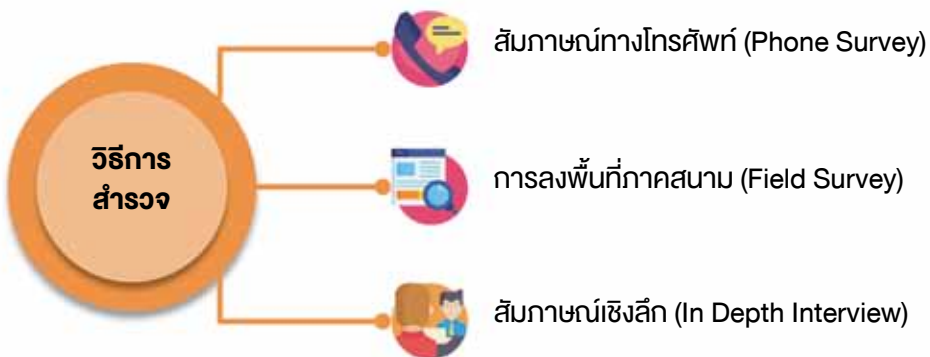 วิธีการ
สำรวจ
สัมภาษณ์ทางโทรศัพท์ (Phone Survey)
การลงพื้นที่ภาคสนาม (Field Survey)
สัมภาษณ์เชิงลึก (In Depth Interview)